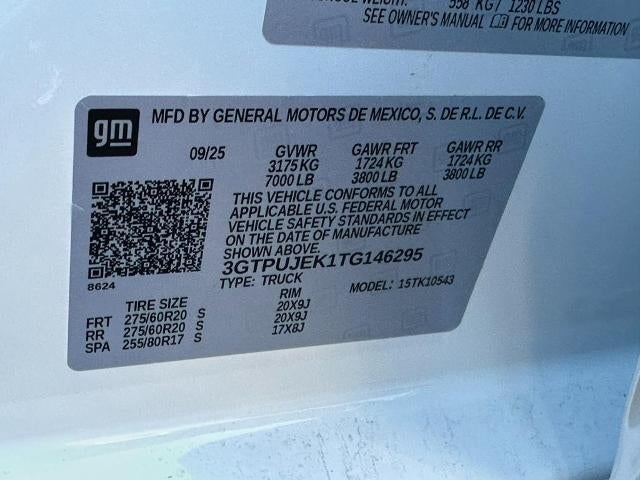 558 KG / 1230 LBS
SEE OWNER'S MANUAL FOR MORE INFORMATION
gm
MFD BY GENERAL MOTORS DE MEXICO, S. DE R.L. DE C.V.
09/25 GVWR GAWR FRT GAWR RR
3175 KG 1724 KG 1724 KG
7000 LB 3800 LB 3800 LB
THIS VEHICLE CONFORMS TO ALL
APPLICABLE U.S. FEDERAL MOTOR
VEHICLE SAFETY STANDARDS IN EFFECT
ON THE DATE OF MANUFACTURE
SHOWN ABOVE.
3GTPUJEK1TG146295
8624
TYPE: TRUCK MODEL: 15TK10543
TIRE SIZE RIM
FRT 275/60R20 S 20X9J
RR 275/60R20 S 20X9J
SPA 255/80R17 S 17X8J